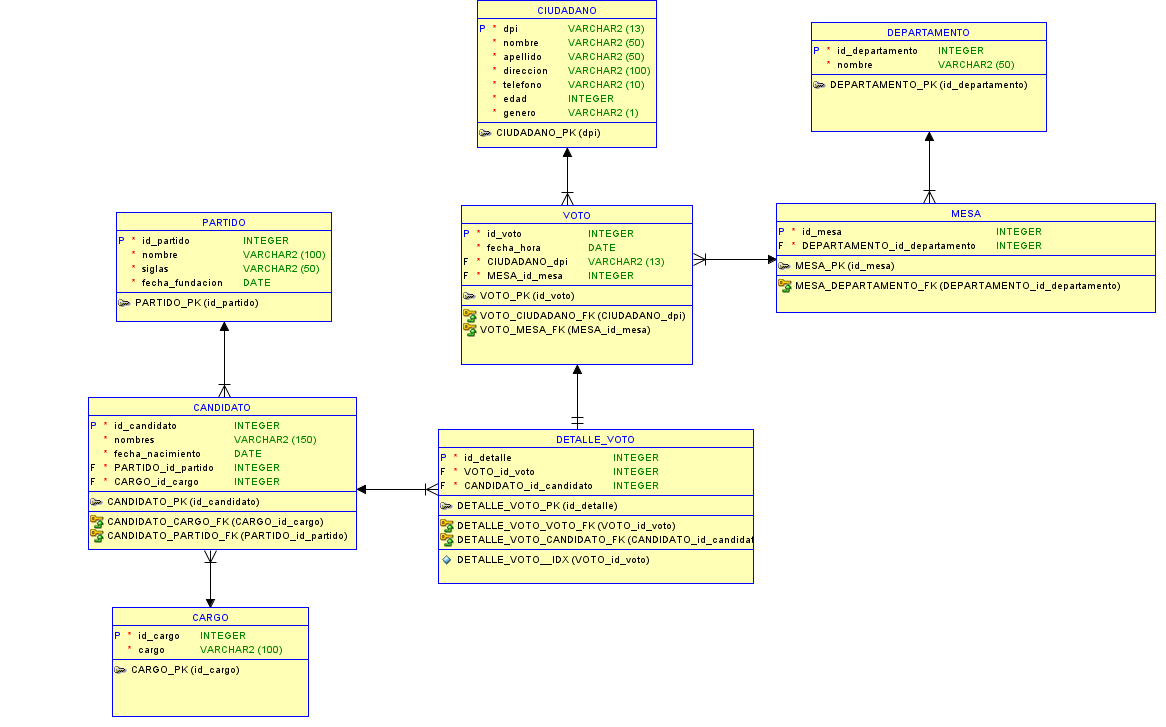 CIUDADANO
P * dpi VARCHAR2 (13)
* nombre VARCHAR2 (50)
* apellido VARCHAR2 (50)
* direccion VARCHAR2 (100)
* telefono VARCHAR2 (10)
* edad INTEGER
* genero VARCHAR2 (1)
CIUDADANO_PK (dpi)
DEPARTAMENTO
P * id_departamento INTEGER
* nombre VARCHAR2 (50)
DEPARTAMENTO_PK (id_departamento)
PARTIDO
P * id_partido INTEGER
* nombre VARCHAR2 (100)
* siglas VARCHAR2 (50)
* fecha_fundacion DATE
PARTIDO_PK (id_partido)
VOTO
P * id_voto INTEGER
* fecha_hora DATE
F * CIUDADANO_dpi VARCHAR2 (13)
F * MESA_id_mesa INTEGER
VOTO_PK (id_voto)
VOTO_CIUDADANO_FK (CIUDADANO_dpi)
VOTO_MESA_FK (MESA_id_mesa)
MESA
P * id_mesa INTEGER
F * DEPARTAMENTO_id_departamento INTEGER
MESA_PK (id_mesa)
MESA_DEPARTAMENTO_FK (DEPARTAMENTO_id_departamento)
CANDIDATO
P * id_candidato INTEGER
* nombres VARCHAR2 (150)
* fecha_nacimiento DATE
F * PARTIDO_id_partido INTEGER
F * CARGO_id_cargo INTEGER
CANDIDATO_PK (id_candidato)
CANDIDATO_CARGO_FK (CARGO_id_cargo)
CANDIDATO_PARTIDO_FK (PARTIDO_id_partido)
DETALLE_VOTO
P * id_detalle INTEGER
F * VOTO_id_voto INTEGER
F * CANDIDATO_id_candidato INTEGER
DETALLE_VOTO_PK (id_detalle)
DETALLE_VOTO_VOTO_FK (VOTO_id_voto)
DETALLE_VOTO_CANDIDATO_FK (CANDIDATO_id_candidat
DETALLE_VOTO__IDX (VOTO_id_voto)
CARGO
P * id_cargo INTEGER
* cargo VARCHAR2 (100)
CARGO_PK (id_cargo)